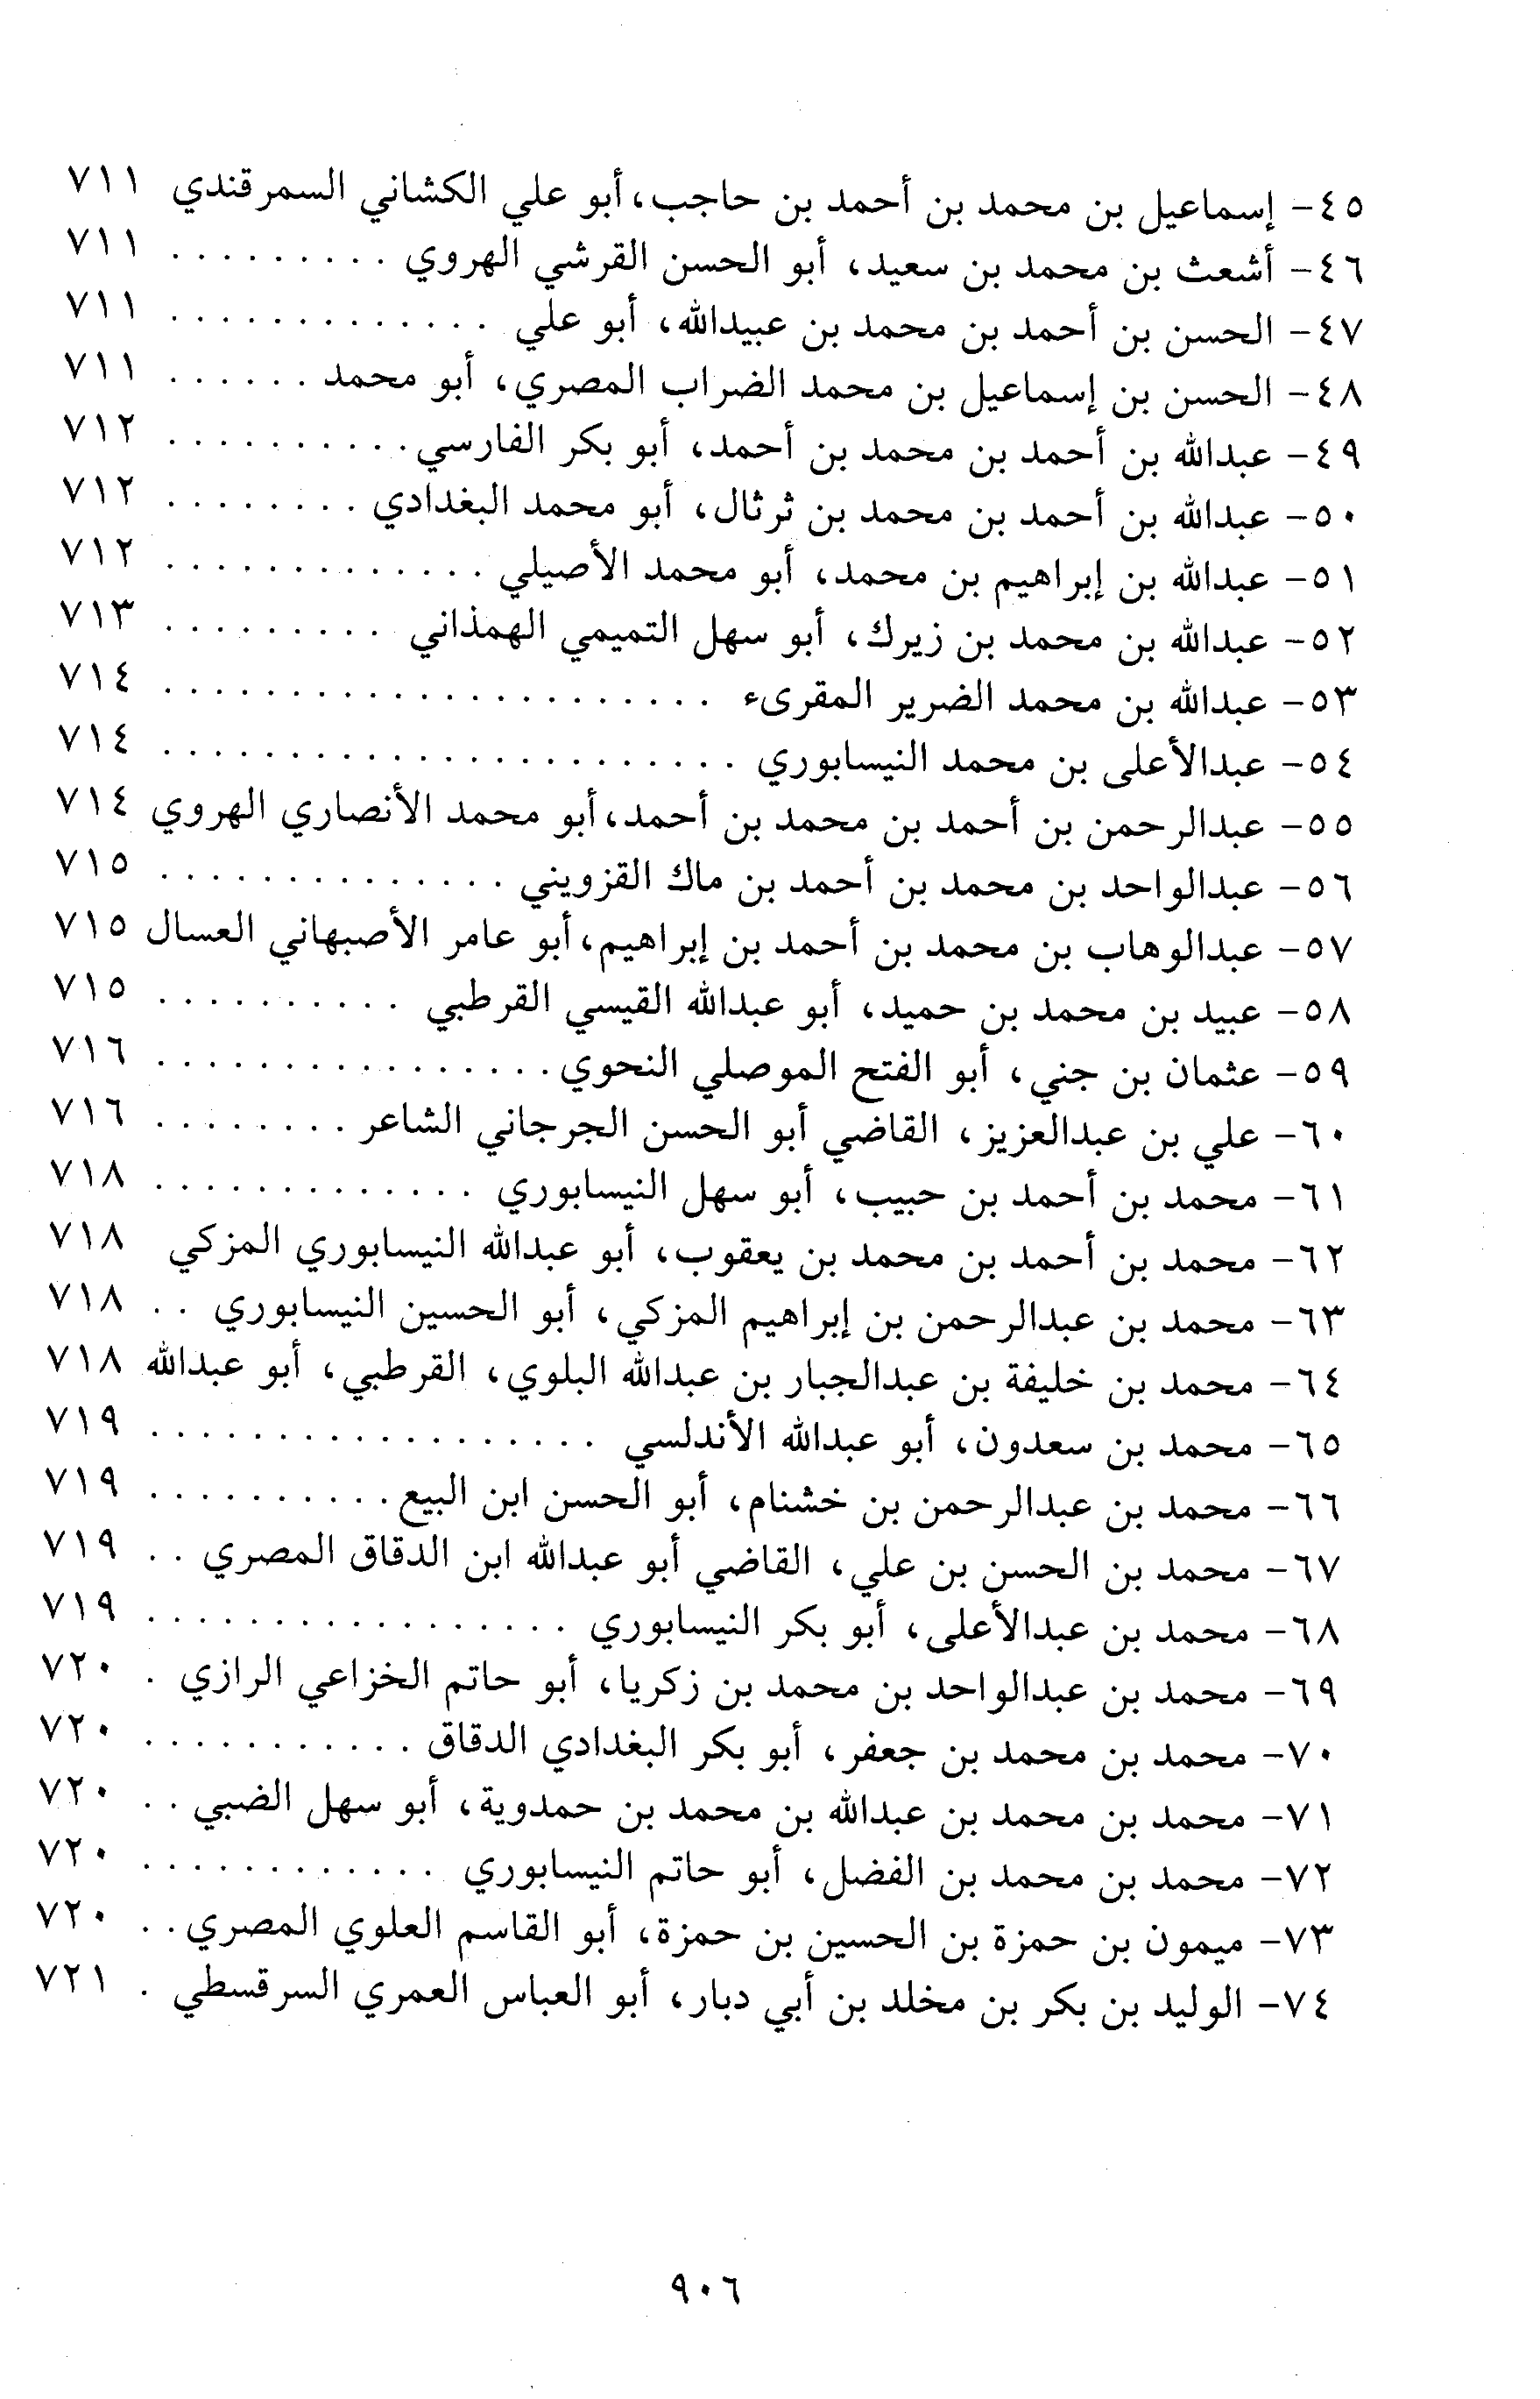 ٤٥- إسماعيل بن محمد بن أحمد بن حاجب، أبو علي الكشاني السمرقندي ٧١١
٤٦- أشعث بن محمد بن سعيد، أبو الحسن القرشي الهروي . . . . . . . . . ٧١١
٤٧- الحسن بن أحمد بن محمد بن عبيدالله، أبو علي . . . . . . . . . . . . . ٧١١
٤٨- الحسن بن إسماعيل بن محمد الضراب المصري، أبو محمد . . . . . . ٧١١
٤٩- عبدالله بن أحمد بن محمد بن أحمد، أبو بكر الفارسي . . . . . . . . . . ٧١٢
٥٠- عبدالله بن أحمد بن محمد بن ثرثال، أبو محمد البغدادي . . . . . . . . ٧١٢
٥١- عبدالله بن إبراهيم بن محمد، أبو محمد الأصيلي . . . . . . . . . . . . . ٧١٢
٥٢- عبدالله بن محمد بن زيرك، أبو سهل التميمي الهمذاني . . . . . . . . . ٧١٣
٥٣- عبدالله بن محمد الضرير المقرىء . . . . . . . . . . . . . . . . . . . . . . ٧١٤
٥٤- عبدالأعلى بن محمد النيسابوري . . . . . . . . . . . . . . . . . . . . . . . ٧١٤
٥٥- عبدالرحمن بن أحمد بن محمد بن أحمد، أبو محمد الأنصاري الهروي ٧١٤
٥٦- عبدالواحد بن محمد بن أحمد بن ماك القزويني . . . . . . . . . . . . . . ٧١٥
٥٧- عبدالوهاب بن محمد بن أحمد بن إبراهيم، أبو عامر الأصبهاني العسال ٧١٥
٥٨- عبيد بن محمد بن حميد، أبو عبدالله القيسي القرطبي . . . . . . . . . . ٧١٥
٥٩- عثمان بن جني، أبو الفتح الموصلي النحوي . . . . . . . . . . . . . . . . ٧١٦
٦٠- علي بن عبدالعزيز، القاضي أبو الحسن الجرجاني الشاعر . . . . . . . . ٧١٦
٦١- محمد بن أحمد بن حبيب، أبو سهل النيسابوري . . . . . . . . . . . . . ٧١٨
٦٢- محمد بن أحمد بن محمد بن يعقوب، أبو عبدالله النيسابوري المزكي ٧١٨
٦٣- محمد بن عبدالرحمن بن إبراهيم المزكي، أبو الحسين النيسابوري . . ٧١٨
٦٤- محمد بن خليفة بن عبدالجبار بن عبدالله البلوي، القرطبي، أبو عبدالله ٧١٨
٦٥- محمد بن سعدون، أبو عبدالله الأندلسي . . . . . . . . . . . . . . . . . . ٧١٩
٦٦- محمد بن عبدالرحمن بن خشنام، أبو الحسن ابن البيع . . . . . . . . . . ٧١٩
٦٧- محمد بن الحسن بن علي، القاضي أبو عبدالله ابن الدقاق المصري . . ٧١٩
٦٨- محمد بن عبدالأعلى، أبو بكر النيسابوري . . . . . . . . . . . . . . . . . ٧١٩
٦٩- محمد بن عبدالواحد بن محمد بن زكريا، أبو حاتم الخزاعي الرازي . ٧٢٠
٧٠- محمد بن محمد بن جعفر، أبو بكر البغدادي الدقاق . . . . . . . . . . . ٧٢٠
٧١- محمد بن محمد بن عبدالله بن محمد بن حمدوية، أبو سهل الضبي . . ٧٢٠
٧٢- محمد بن محمد بن الفضل، أبو حاتم النيسابوري . . . . . . . . . . . . ٧٢٠
٧٣- ميمون بن حمزة بن الحسين بن حمزة، أبو القاسم العلوي المصري . . ٧٢٠
٧٤- الوليد بن بكر بن مخلد بن أبي دبار، أبو العباس العمري السرقسطي . ٧٢١
٩٠٦